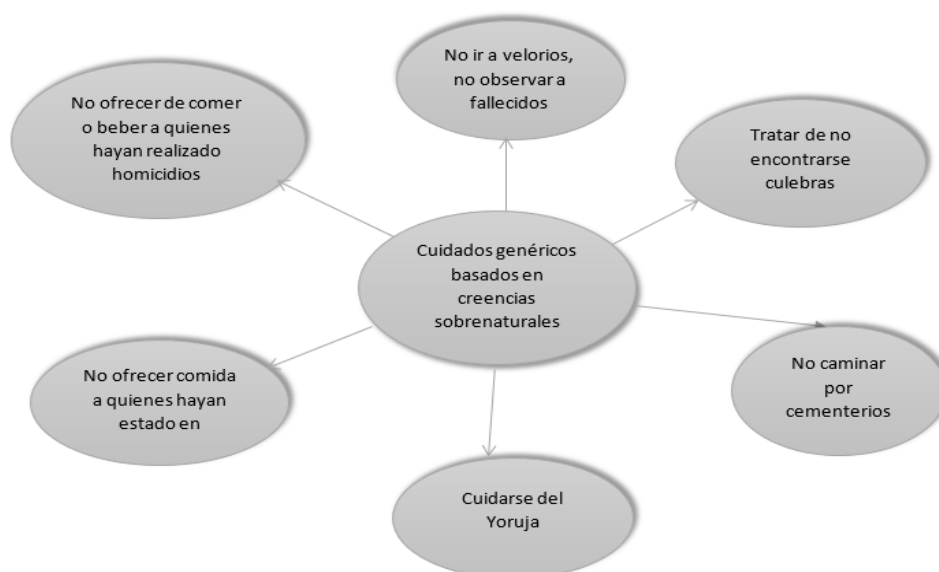 No ir a velorios,
no observar a
fallecidos
No ofrecer de comer
o beber a quienes
hayan realizado
homicidios
Tratar de no
encontrarse
culebras
Cuidados genéricos
basados en
creencias
sobrenaturales
No ofrecer comida
a quienes hayan
estado en
No caminar
por
cementerios
Cuidarse del
Yoruja